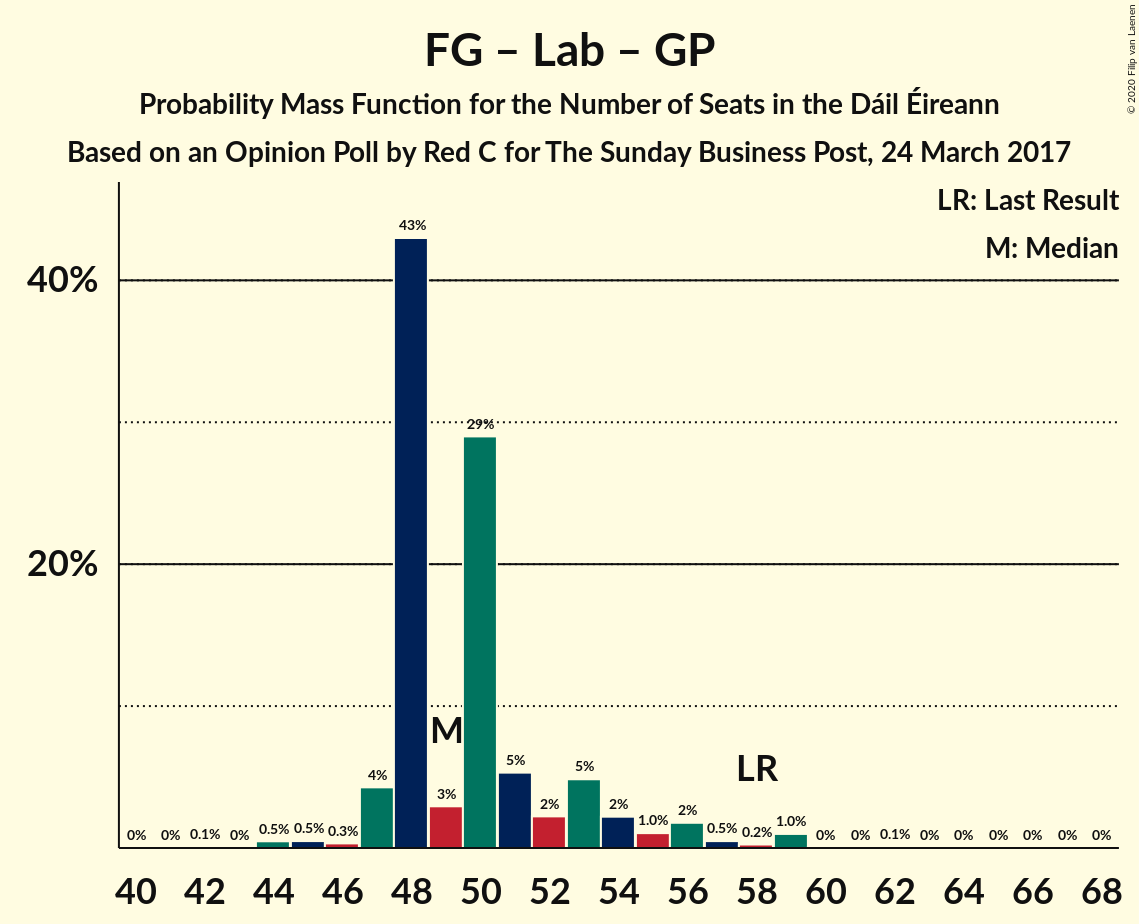 FG – Lab – GP
Probability Mass Function for the Number of Seats in the Dáil Éireann
Based on an Opinion Poll by Red C for The Sunday Business Post, 24 March 2017
© 2020 Filip van Laenen
LR: Last Result
M: Median
40%
20%
0% 0% 0.1% 0% 0.5% 0.5% 0.3% 4% 43% 3% 29% 5% 2% 5% 2% 1.0% 2% 0.5% 0.2% 1.0% 0% 0% 0.1% 0% 0% 0% 0% 0% 0%
M
LR
40 42 44 46 48 50 52 54 56 58 60 62 64 66 68